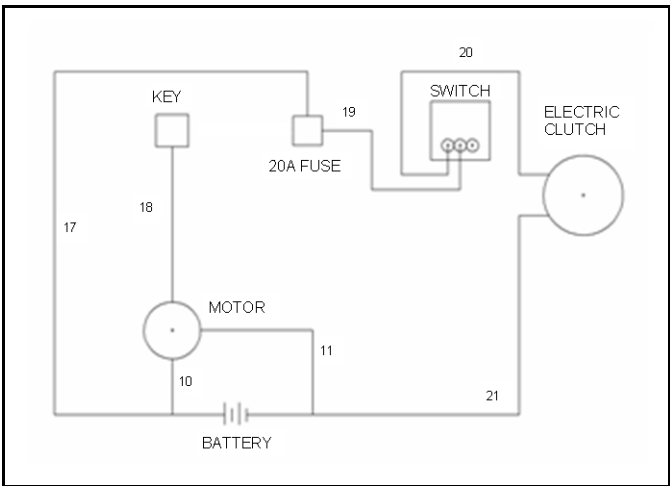 20
KEY
SWITCH
19
ELECTRIC
CLUTCH
20A FUSE
18
17
MOTOR
11
10
21
BATTERY